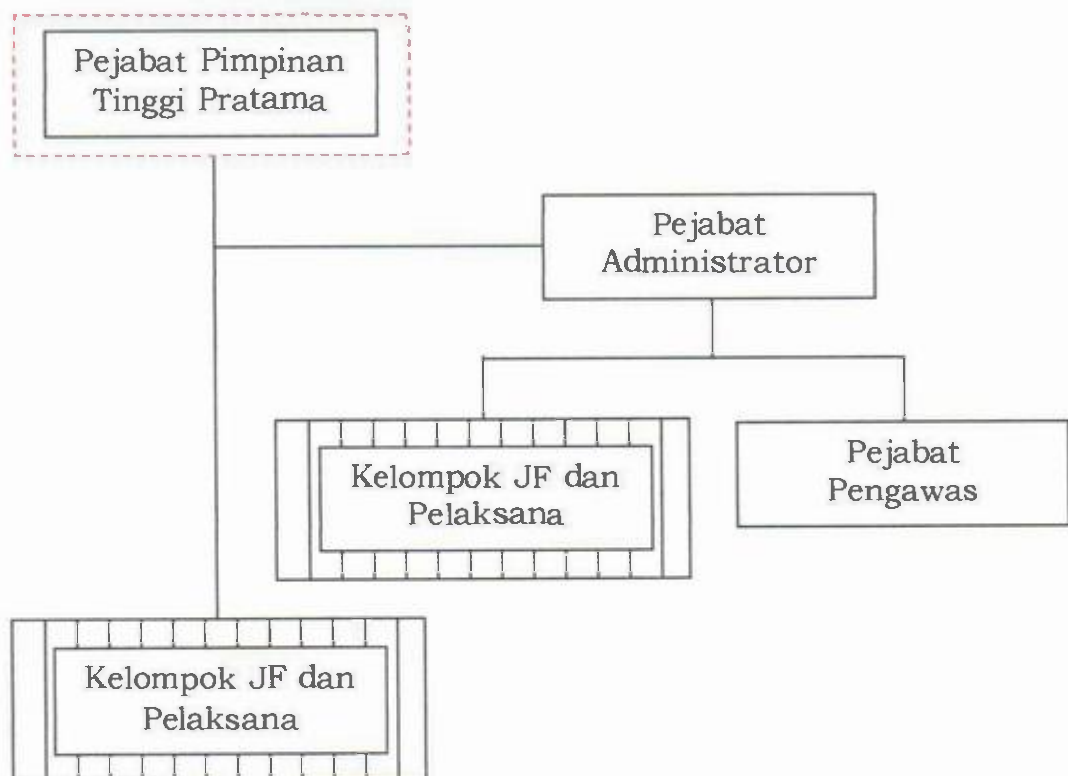 Pejabat Pimpinan
Tinggi Pratama
Pejabat
Administrator
Kelompok JF dan
Pelaksana
Pejabat
Pengawas
Kelompok JF dan
Pelaksana